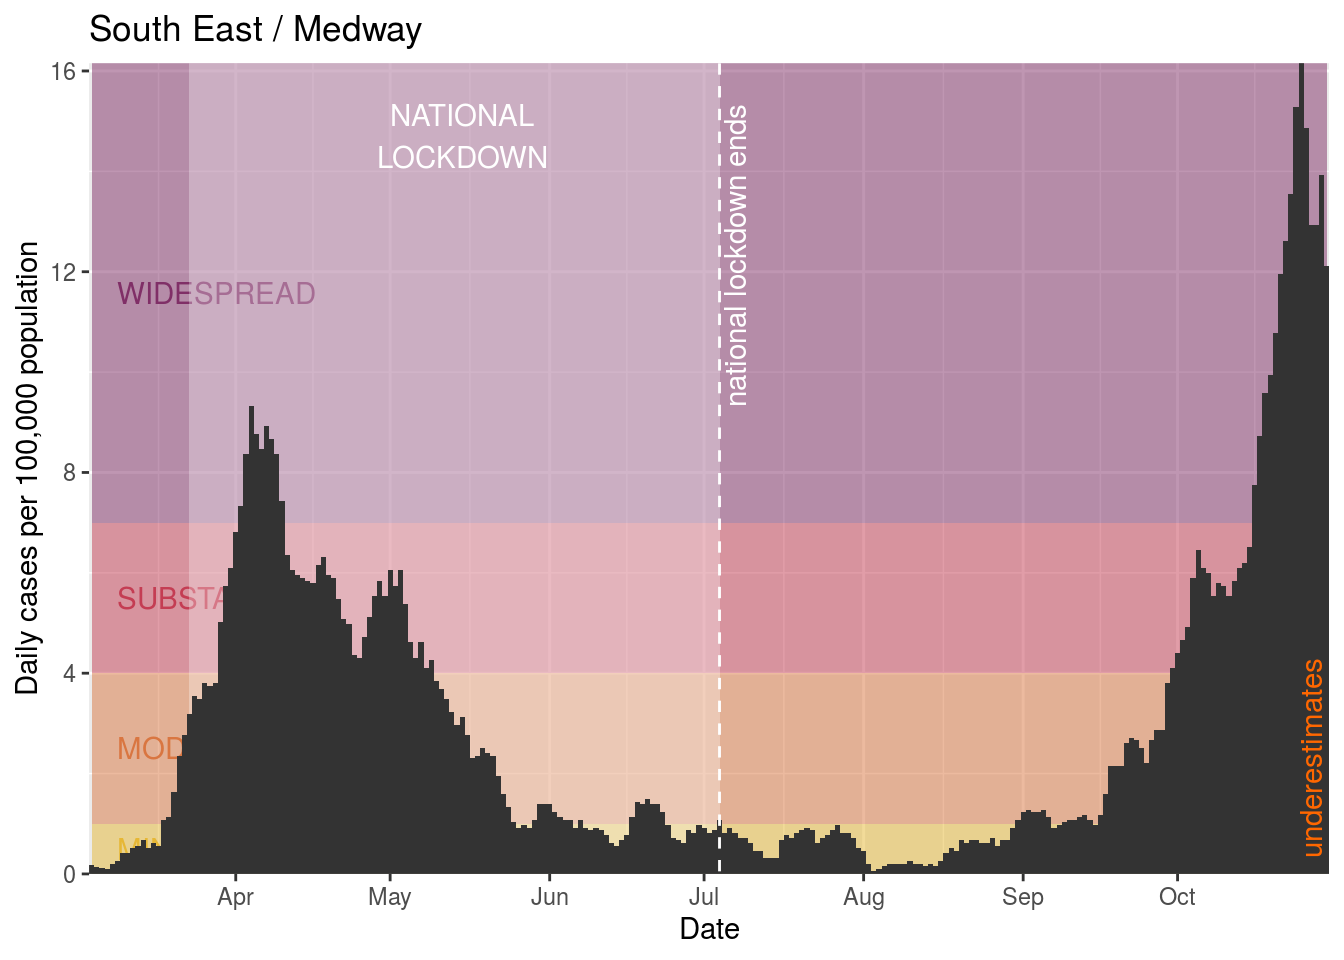 South East / Medway
Daily cases per 100,000 population
16
12
8
4
0
NATIONAL
LOCKDOWN
national lockdown ends
WIDESPREAD
SUBSTA
MOD
underestimates
Apr
May
Jun
Jul
Aug
Sep
Oct
Date